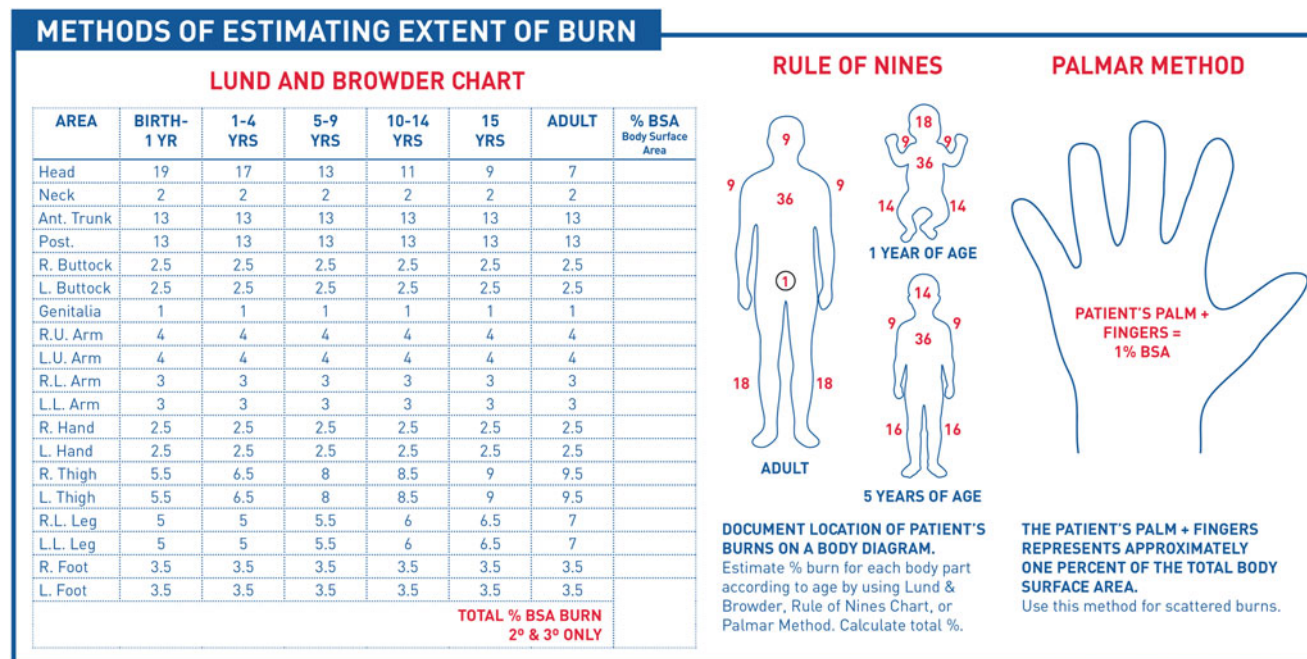 METHODS OF ESTIMATING EXTENT OF BURN
LUND AND BROWDER CHART
AREA BIRTH- 1 YR 1-4 YRS 5-9 YRS 10-14 YRS 15 YRS ADULT % BSA Body Surface Area
Head 19 17 13 11 9 7
Neck 2 2 2 2 2 2
Ant. Trunk 13 13 13 13 13 13
Post. 13 13 13 13 13 13
R. Buttock 2.5 2.5 2.5 2.5 2.5 2.5
L. Buttock 2.5 2.5 2.5 2.5 2.5 2.5
Genitalia 1 1 1 1 1 1
R.U. Arm 4 4 4 4 4 4
L.U. Arm 4 4 4 4 4 4
R.L. Arm 3 3 3 3 3 3
L.L. Arm 3 3 3 3 3 3
R. Hand 2.5 2.5 2.5 2.5 2.5 2.5
L. Hand 2.5 2.5 2.5 2.5 2.5 2.5
R. Thigh 5.5 6.5 8 8.5 9 9.5
L. Thigh 5.5 6.5 8 8.5 9 9.5
R.L. Leg 5 5 5.5 6 6.5 7
L.L. Leg 5 5 5.5 6 6.5 7
R. Foot 3.5 3.5 3.5 3.5 3.5 3.5
L. Foot 3.5 3.5 3.5 3.5 3.5 3.5
TOTAL % BSA BURN
2º & 3º ONLY
RULE OF NINES
9
9 36 9
1
18 18
ADULT
18
9 9
36
14 14
1 YEAR OF AGE
14
9 9
36
16 16
5 YEARS OF AGE
DOCUMENT LOCATION OF PATIENT'S
BURNS ON A BODY DIAGRAM.
Estimate % burn for each body part
according to age by using Lund &
Browder, Rule of Nines Chart, or
Palmar Method. Calculate total %.
PALMAR METHOD
PATIENT'S PALM +
FINGERS =
1% BSA
THE PATIENT'S PALM + FINGERS
REPRESENTS APPROXIMATELY
ONE PERCENT OF THE TOTAL BODY
SURFACE AREA.
Use this method for scattered burns.